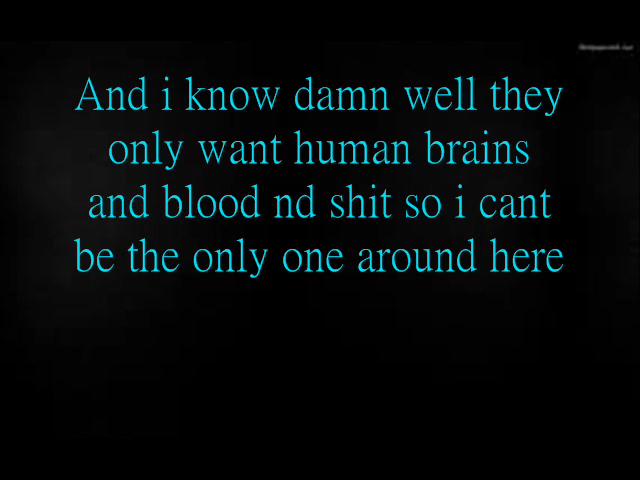 And i know damn well they
only want human brains
and blood nd shit so i cant
be the only one around here